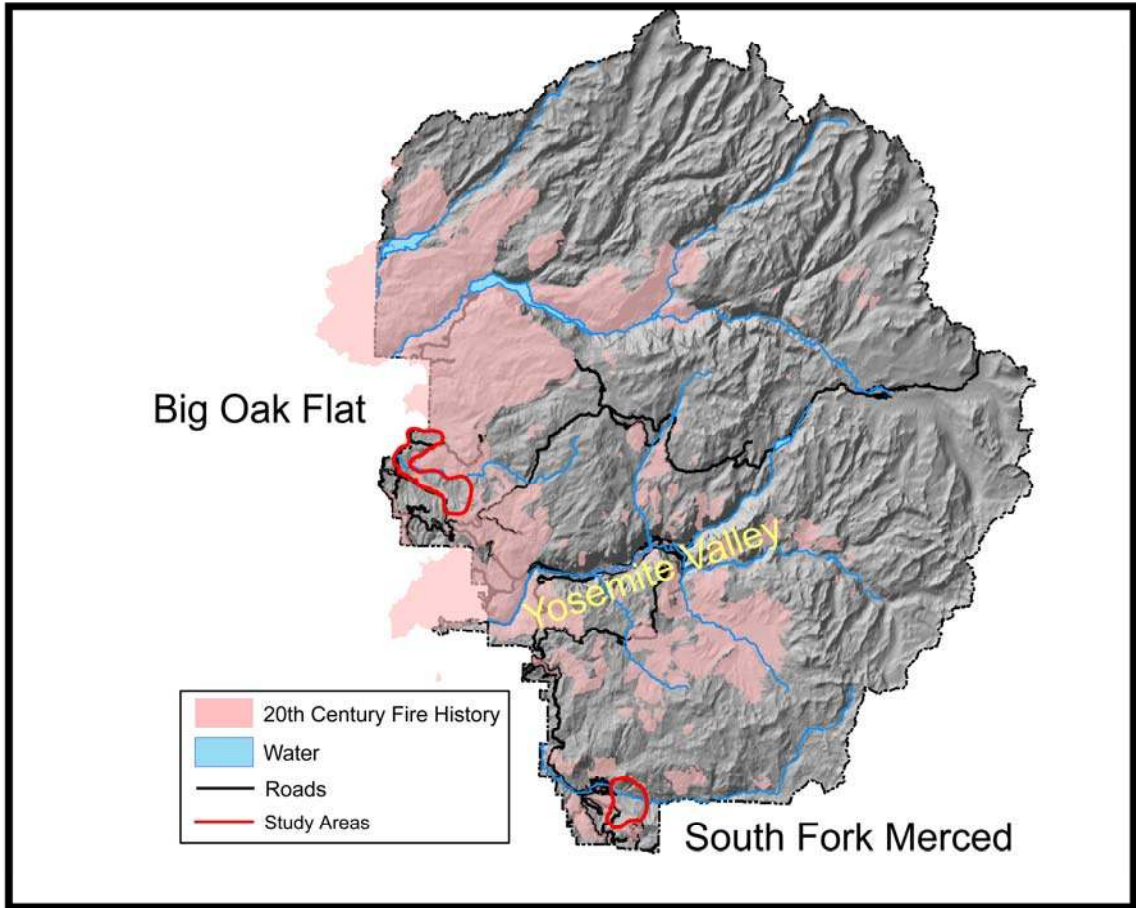 Big Oak Flat
Yosemite Valley
20th Century Fire History
Water
Roads
Study Areas
South Fork Merced